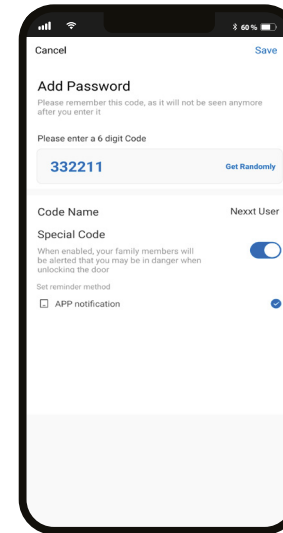 60 %
Cancel
Save
Add Password
Please remember this code, as it will not be seen anymore
after you enter it
Please enter a 6 digit Code
332211
Get Randomly
Code Name
Nexxt User
Special Code
When enabled, your family members will
be alerted that you may be in danger when
unlocking the door
Set reminder method
APP notification